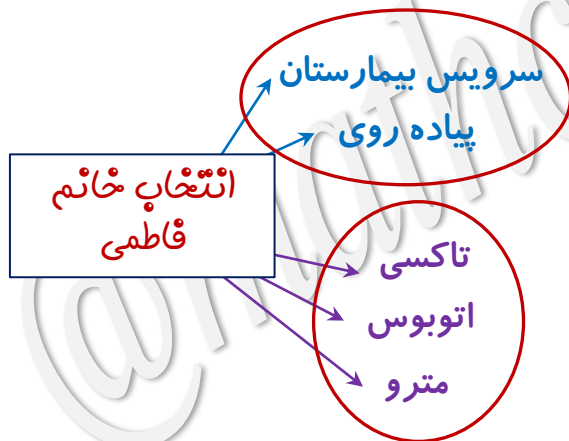 سرویس بیمارستان
پیاده روی
انتخاب خانم
فاطمی
تاکسی
اتوبوس
مترو